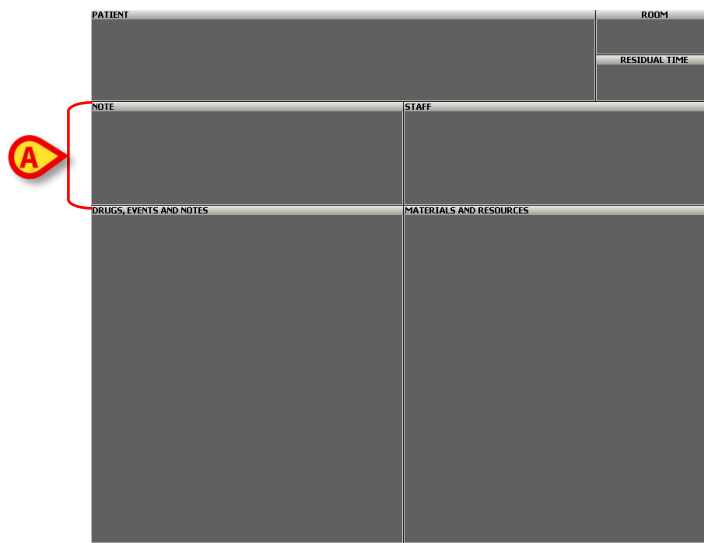 PATIENT
ROOM
RESIDUAL TIME
NOTE
STAFF
A
DRUGS, EVENTS AND NOTES
MATERIALS AND RESOURCES